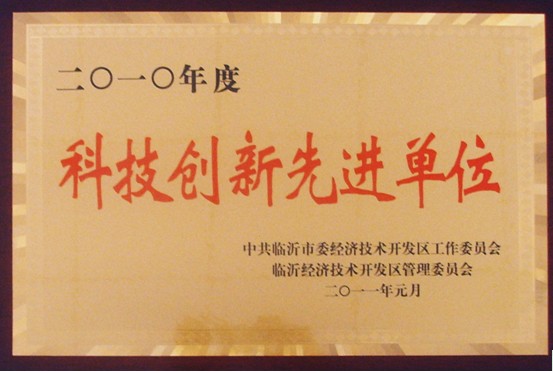 二〇一〇年度
科技创新先进单位
中共临沂市委经济技术开发区工作委员会
临沂经济技术开发区管理委员会
二〇一一年元月